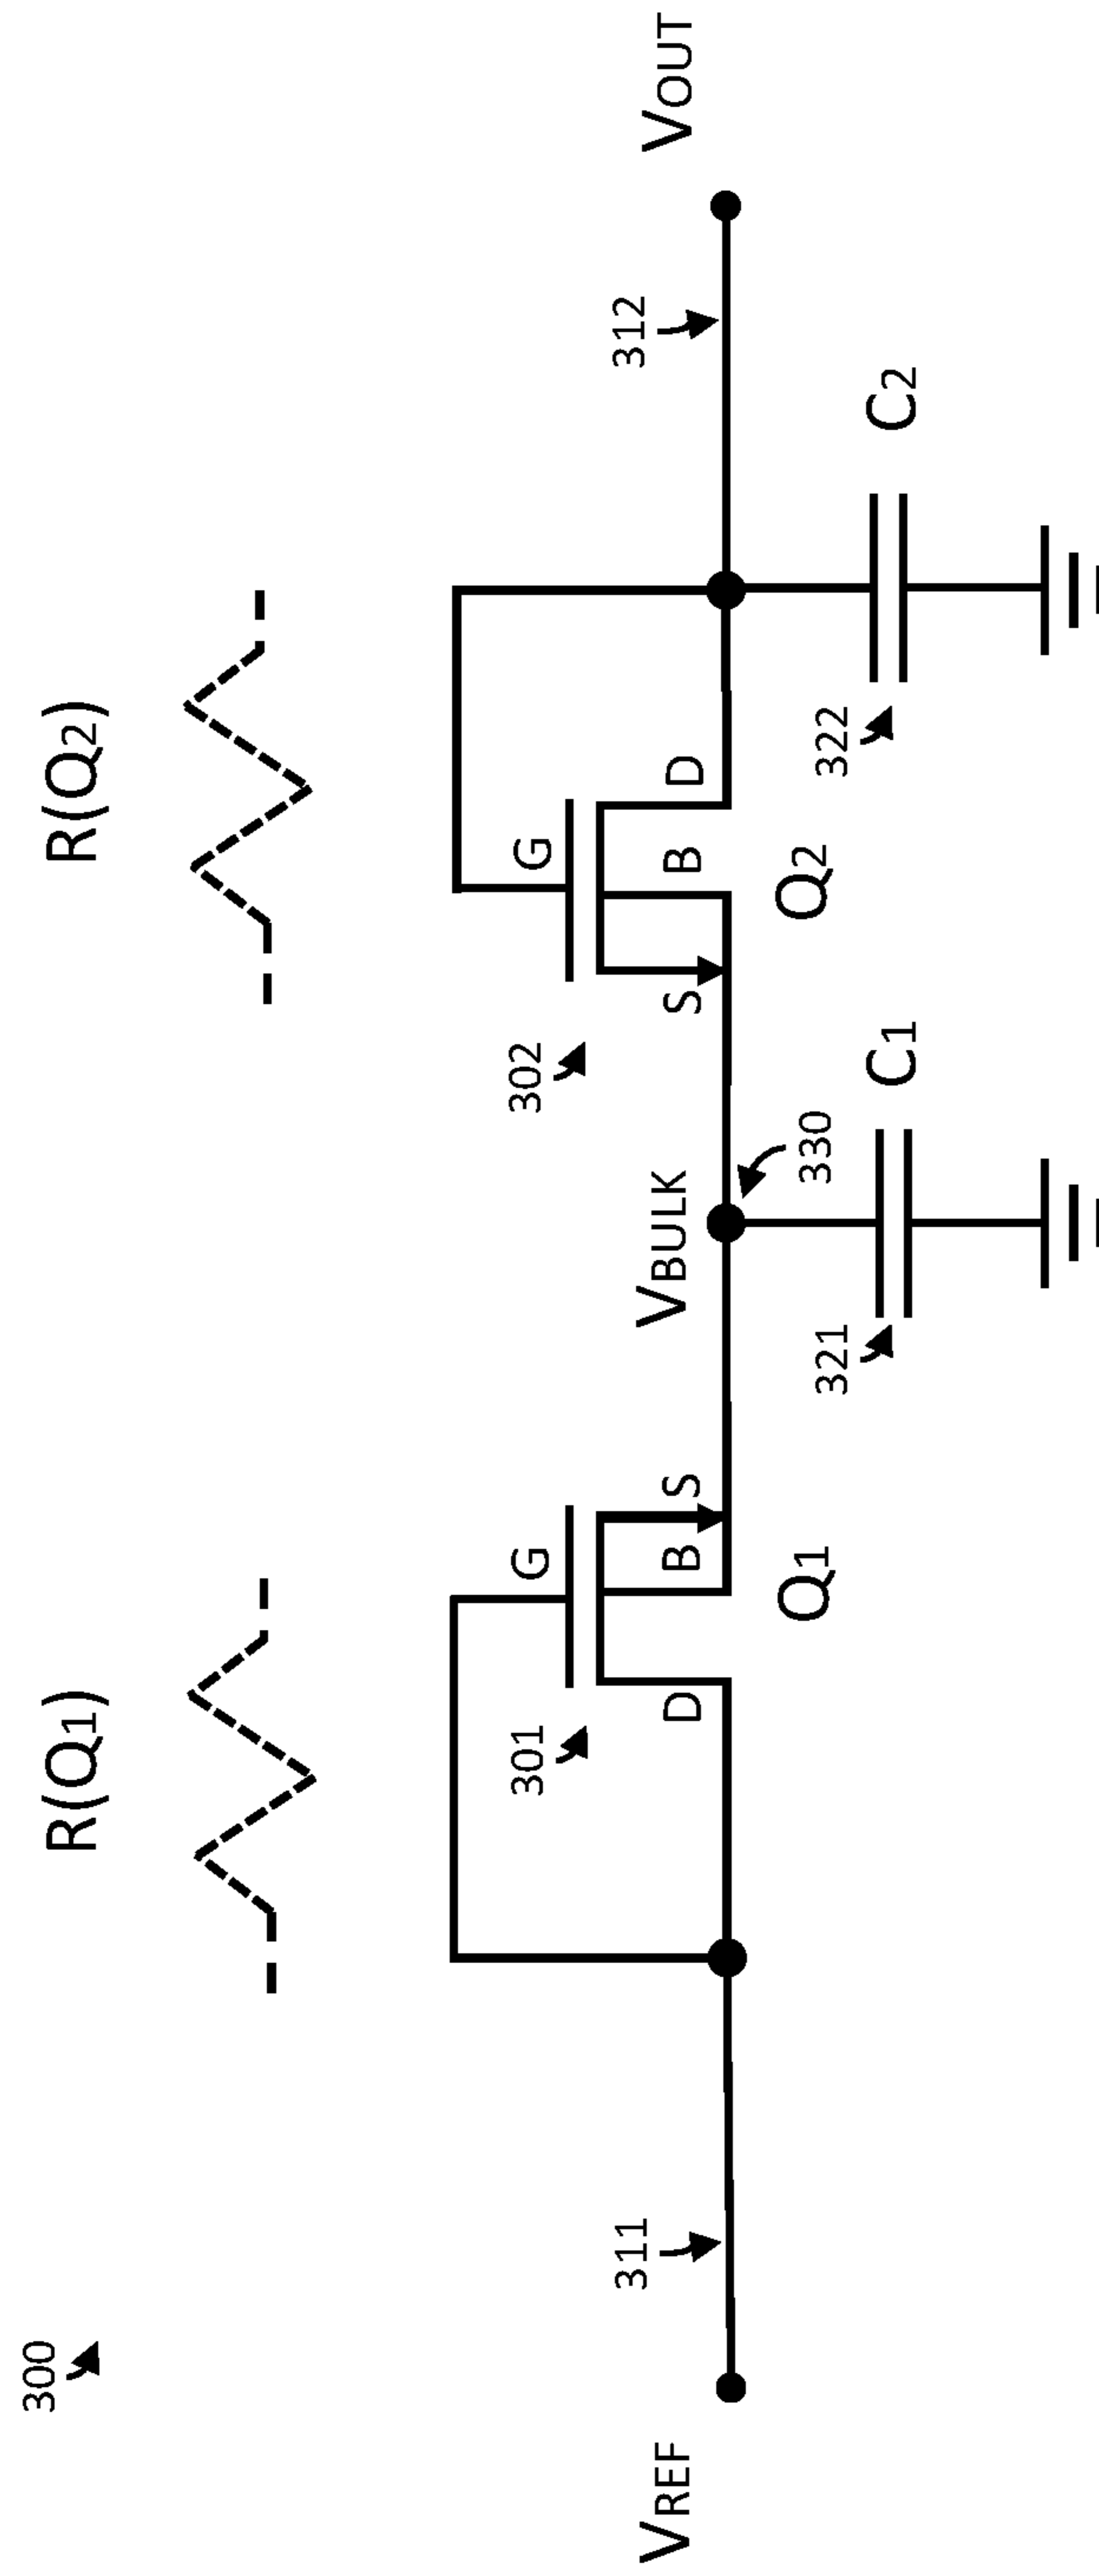 300
R(Q1)
R(Q2)
301
G
D
B
S
Q1
302
G
S
B
D
Q2
VREF
311
VBULK
330
312
VOUT
321
C1
322
C2